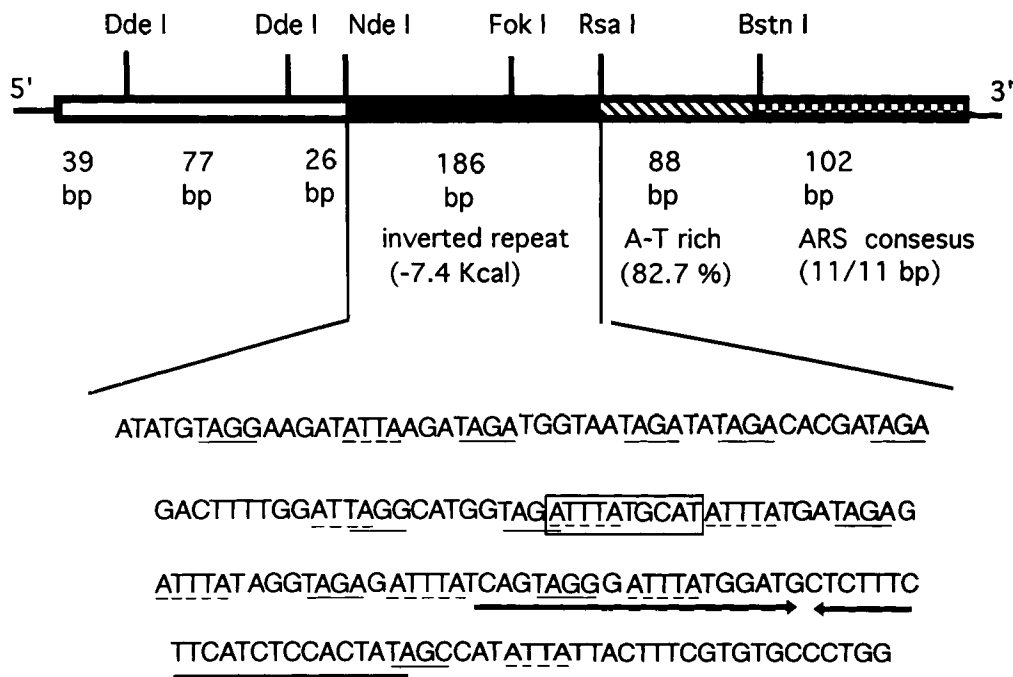 Dde I Dde I Nde I Fok I Rsa I Bstn I
5' 3'
39 77 26 186 88 102
bp bp bp bp bp bp
inverted repeat A-T rich ARS consesus
(-7.4 Kcal) (82.7 %) (11/11 bp)
ATATGTAGGAAGATATTAAGATAGATGGTAATAGATATAGACACGATAGA
GACTTTTGGATTAGGCATGGTAGATTTATGCATATTTATGATAGAG
ATTTATAGGTAGAGATTTATCAGTAGGGATTTATGGATGCTCTTTC
TTCATCTCCACTATAGCCATATTATTACTTTCGTGTGCCCTGG